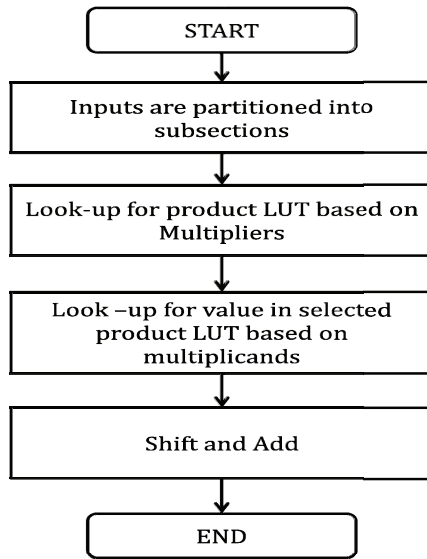 START
Inputs are partitioned into
subsections
Look-up for product LUT based on
Multipliers
Look –up for value in selected
product LUT based on
multiplicands
Shift and Add
END